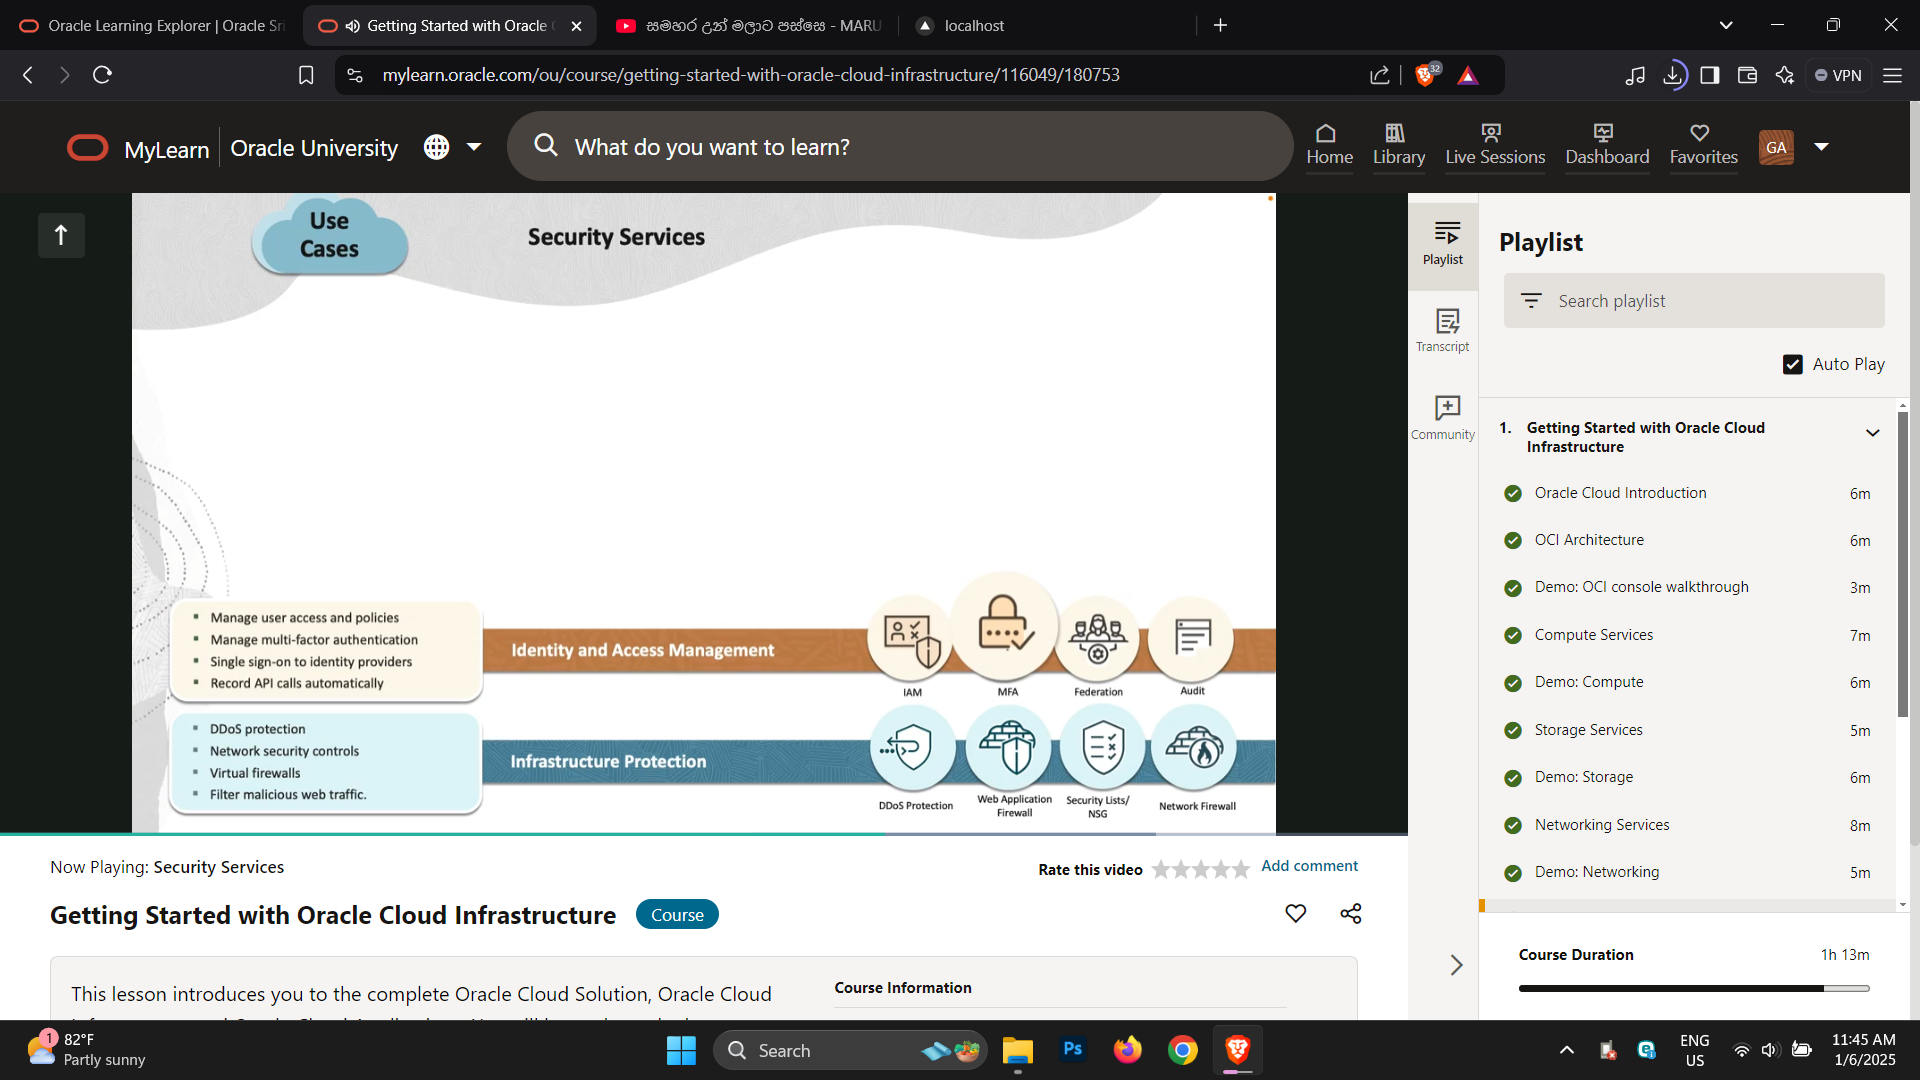 Oracle Learning Explorer | Oracle Sri
Getting Started with Oracle C
සමහර උන් මලාට පස්සෙ - MARU
localhost
mylearn.oracle.com/ou/course/getting-started-with-oracle-cloud-infrastructure/116049/180753
32
VPN
MyLearn
Oracle University
What do you want to learn?
Home
Library
Live Sessions
Dashboard
Favorites
GA
Use
Cases
Security Services
Manage user access and policies
Manage multi-factor authentication
Single sign-on to identity providers
Record API calls automatically
Identity and Access Management
IAM
MFA
Federation
Audit
DDoS protection
Network security controls
Virtual firewalls
Filter malicious web traffic.
Infrastructure Protection
DDoS Protection
Web Application
Firewall
Security Lists/
NSG
Network Firewall
Playlist
Transcript
Community
Playlist
Search playlist
Auto Play
1. Getting Started with Oracle Cloud
Infrastructure
Oracle Cloud Introduction 6m
OCI Architecture 6m
Demo: OCI console walkthrough 3m
Compute Services 7m
Demo: Compute 6m
Storage Services 5m
Demo: Storage 6m
Networking Services 8m
Demo: Networking 5m
Course Duration 1h 13m
Now Playing: Security Services
Rate this video
Add comment
Getting Started with Oracle Cloud Infrastructure
Course
This lesson introduces you to the complete Oracle Cloud Solution, Oracle Cloud
Course Information
1
82°F
Partly sunny
Search
Ps
ENG
US
11:45 AM
1/6/2025